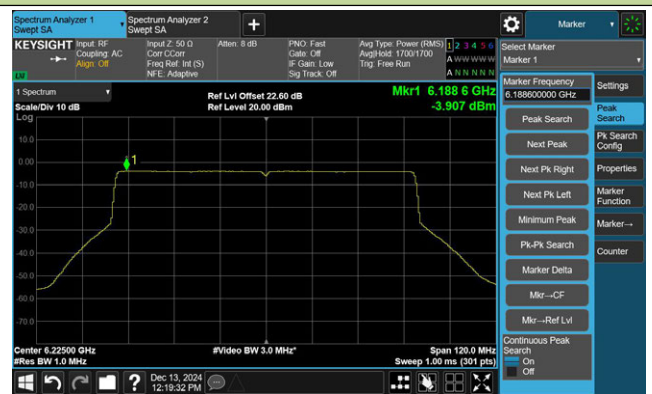 Spectrum Analyzer 1
Swept SA
Spectrum Analyzer 2
Swept SA
+
Marker
KEYSIGHT
Input: RF
Coupling: AC
Align: Off
Input Z: 50 Ω
Corr CCorr
Freq Ref: Int (S)
NFE: Adaptive
Atten: 8 dB
PNO: Fast
Gate: Off
IF Gain: Low
Sig Track: Off
Avg Type: Power (RMS)
Avg|Hold: 1700/1700
Trig: Free Run
1 2 3 4 5 6
A W W W W W
A N N N N N
Select Marker
Marker 1
1 Spectrum
Scale/Div 10 dB
Log
Ref Lvl Offset 22.60 dB
Ref Level 20.00 dBm
Mkr1 6.188 6 GHz
-3.907 dBm
10.0
0.00
-10.0
-20.0
-30.0
-40.0
-50.0
-60.0
-70.0
1
Center 6.22500 GHz
#Res BW 1.0 MHz
#Video BW 3.0 MHz*
Span 120.0 MHz
Sweep 1.00 ms (301 pts)
Marker Frequency
6.188600000 GHz
Peak Search
Next Peak
Next Pk Right
Next Pk Left
Minimum Peak
Pk-Pk Search
Marker Delta
Mkr→CF
Mkr→Ref Lvl
Continuous Peak
Search
On
Off
Settings
Peak
Search
Pk Search
Config
Properties
Marker
Function
Marker→
Counter
?
Dec 13, 2024
12:19:32 PM